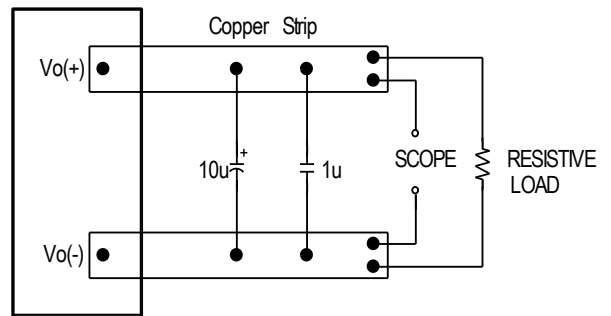 Copper Strip
Vo(+)
10u
+
1u
SCOPE
RESISTIVE
LOAD
Vo(-)